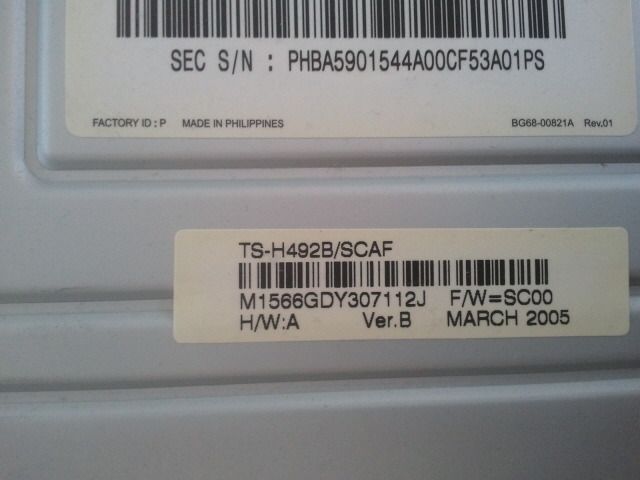 SEC S/N : PHBA5901544A00CF53A01PS
FACTORY ID : P MADE IN PHILIPPINES BG68-00821A Rev.01
TS-H492B/SCAF
M1566GDY307112J F/W=SC00
H/W:A Ver.B MARCH 2005